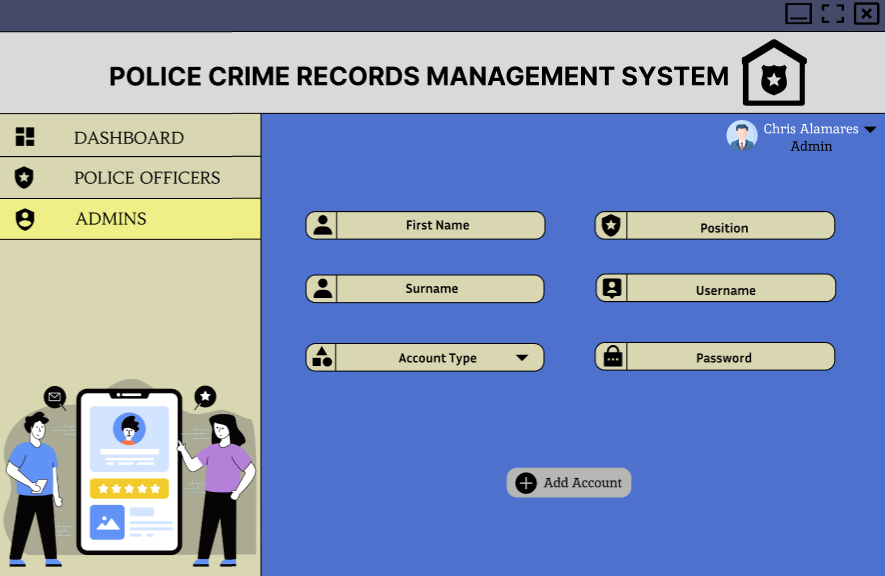 POLICE CRIME RECORDS MANAGEMENT SYSTEM
Chris Alamares
Admin
DASHBOARD
POLICE OFFICERS
ADMINS
First Name
Position
Surname
Username
Account Type
Password
Add Account